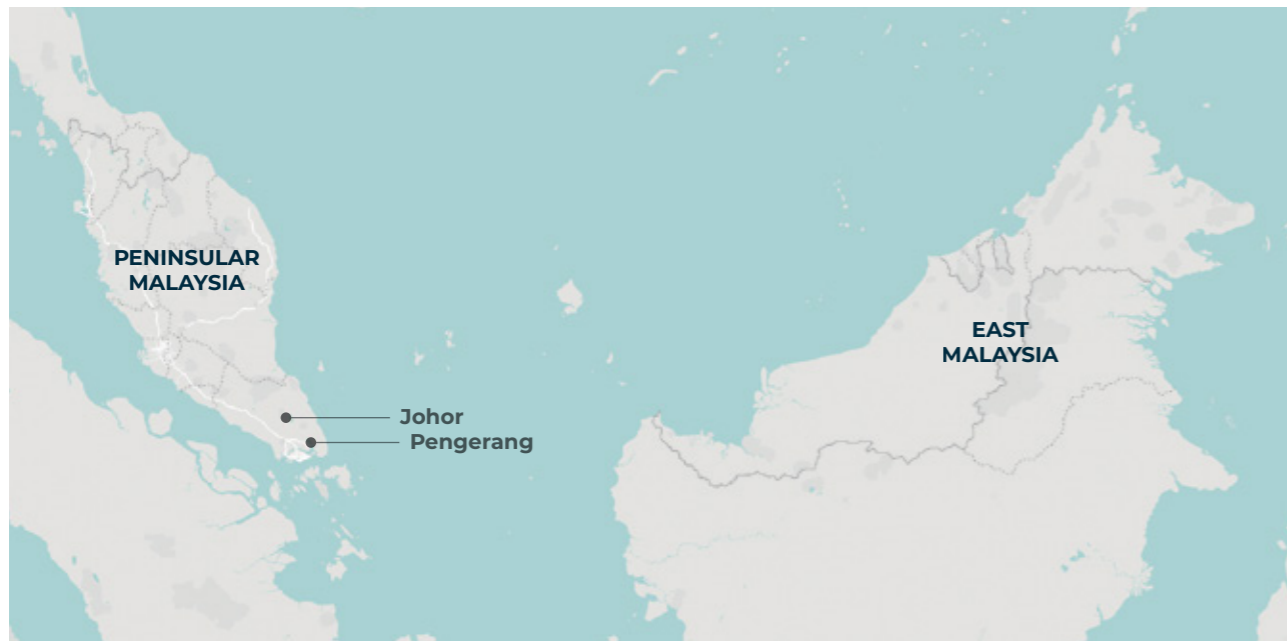 PENINSULAR
MALAYSIA
EAST
MALAYSIA
Johor
Pengerang